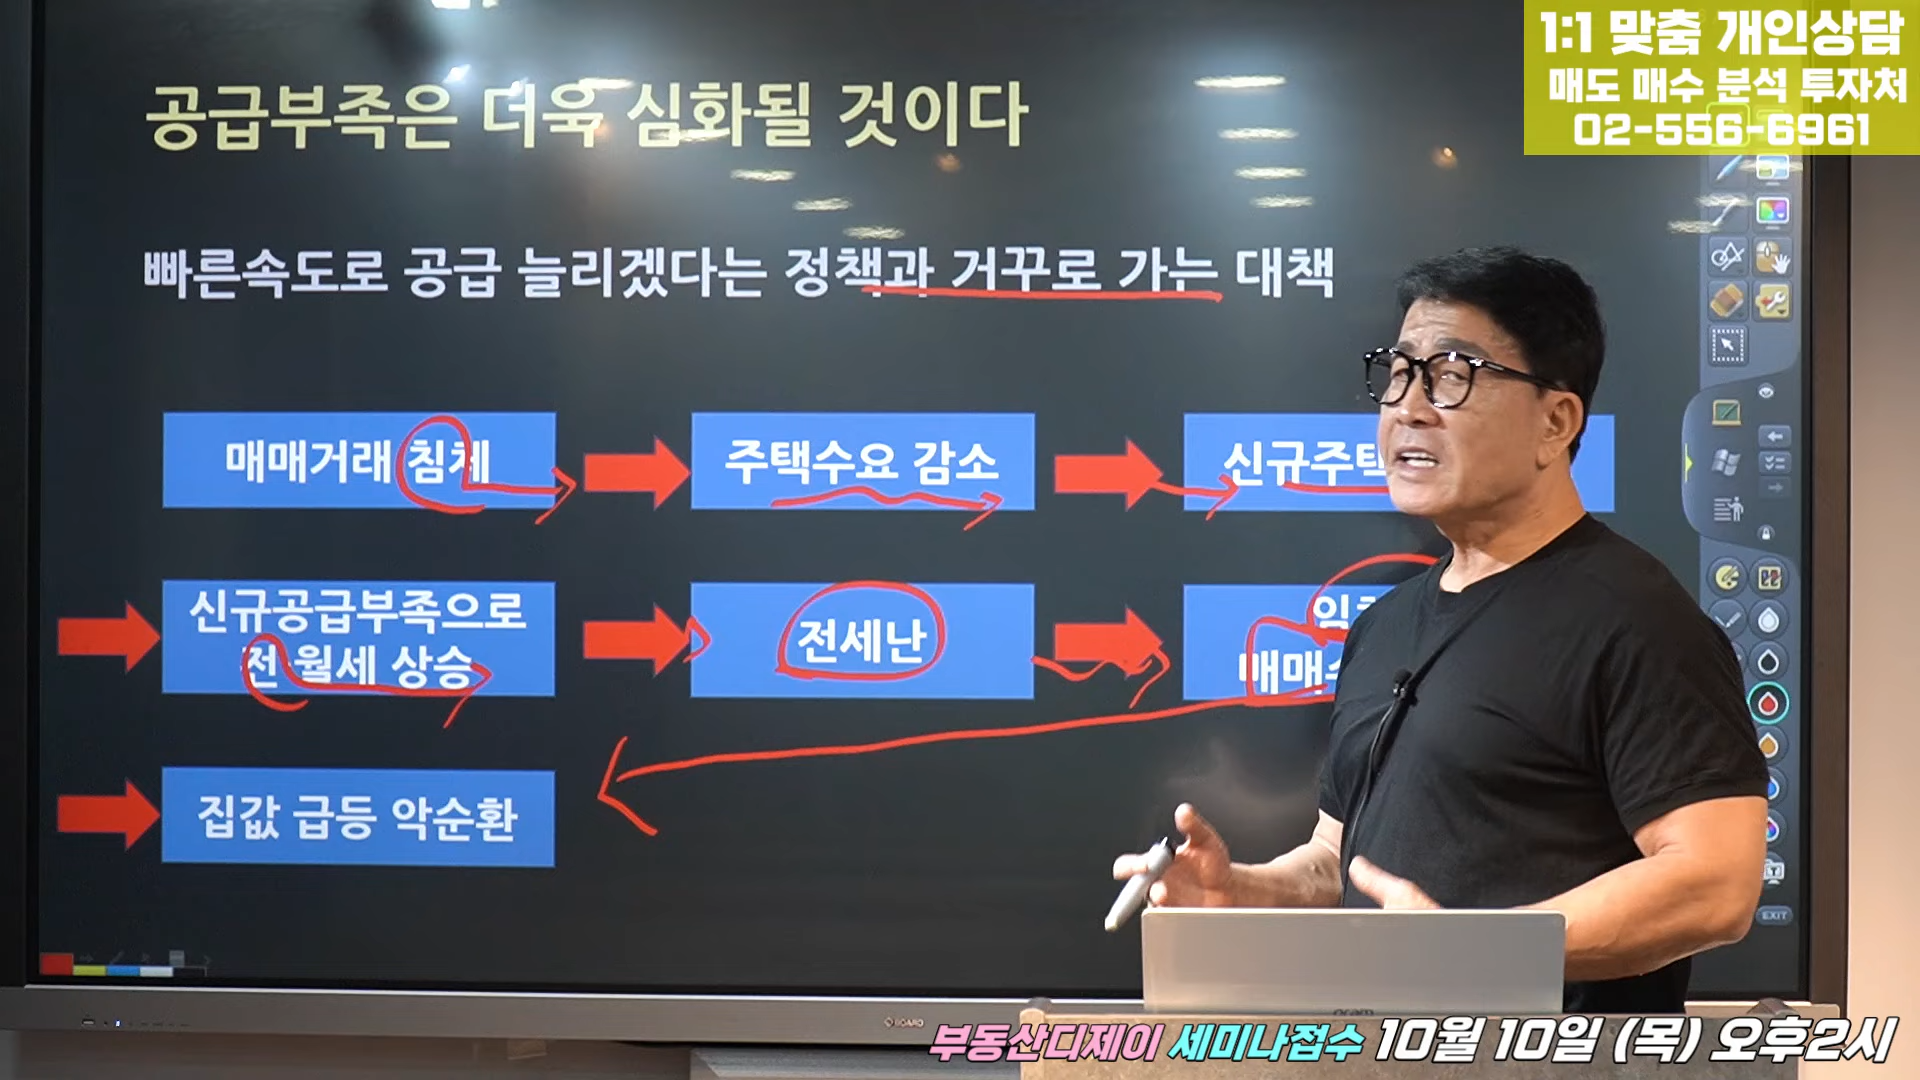 1:1 맞춤 개인상담
매도 매수 분석 투자처
02-556-6961
공급부족은 더욱 심화될 것이다
빠른속도로 공급 늘리겠다는 정책과 거꾸로 가는 대책
매매거래 침체
주택수요 감소
신규주택
신규공급부족으로
전 월세 상승
전세난
매매
집값 급등 악순환
EXIT
부동산디제이 세미나접수 10월 10일 (목) 오후2시